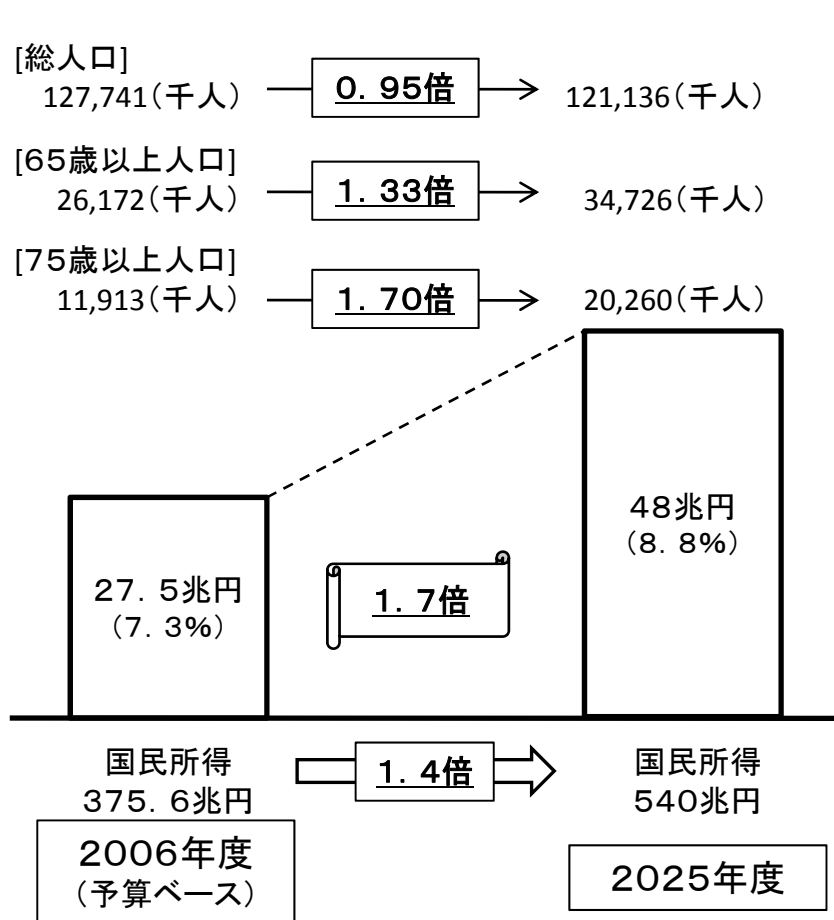 [総人口]
127,741(千人) 0.95倍 121,136(千人)
[65歳以上人口]
26,172(千人) 1.33倍 34,726(千人)
[75歳以上人口]
11,913(千人) 1.70倍 20,260(千人)
48兆円
(8.8%)
27.5兆円
(7.3%)
1.7倍
国民所得
375.6兆円
1.4倍
国民所得
540兆円
2006年度
(予算ベース)
2025年度